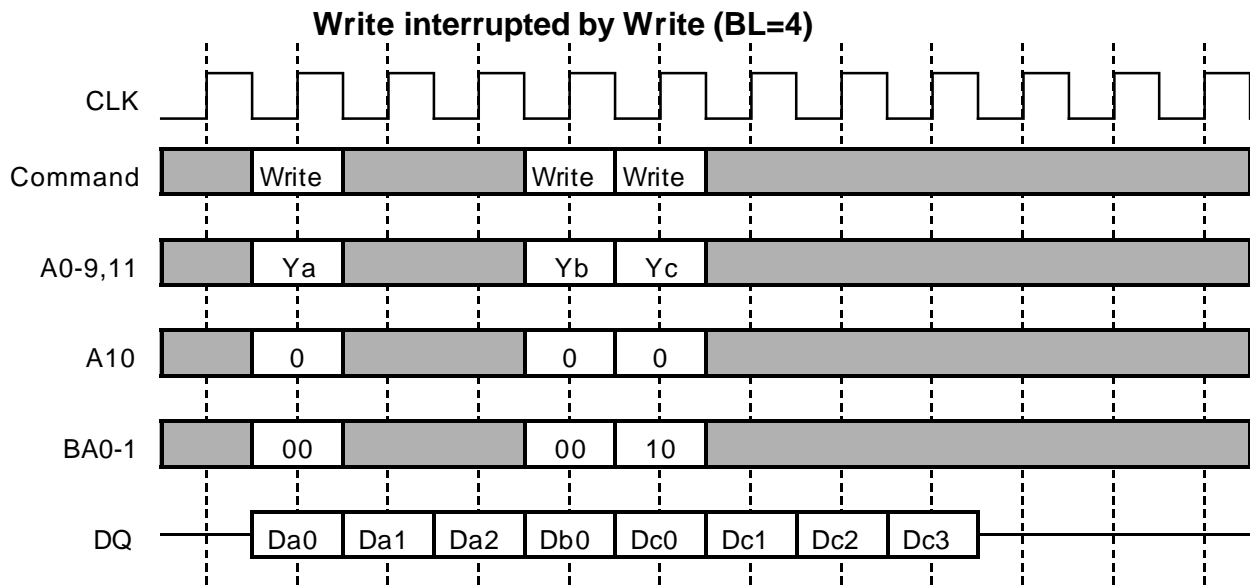 Write interrupted by Write (BL=4)
CLK
Command Write Write Write
A0-9,11 Ya Yb Yc
A10 0 0 0
BA0-1 00 00 10
DQ Da0 Da1 Da2 Db0 Dc0 Dc1 Dc2 Dc3